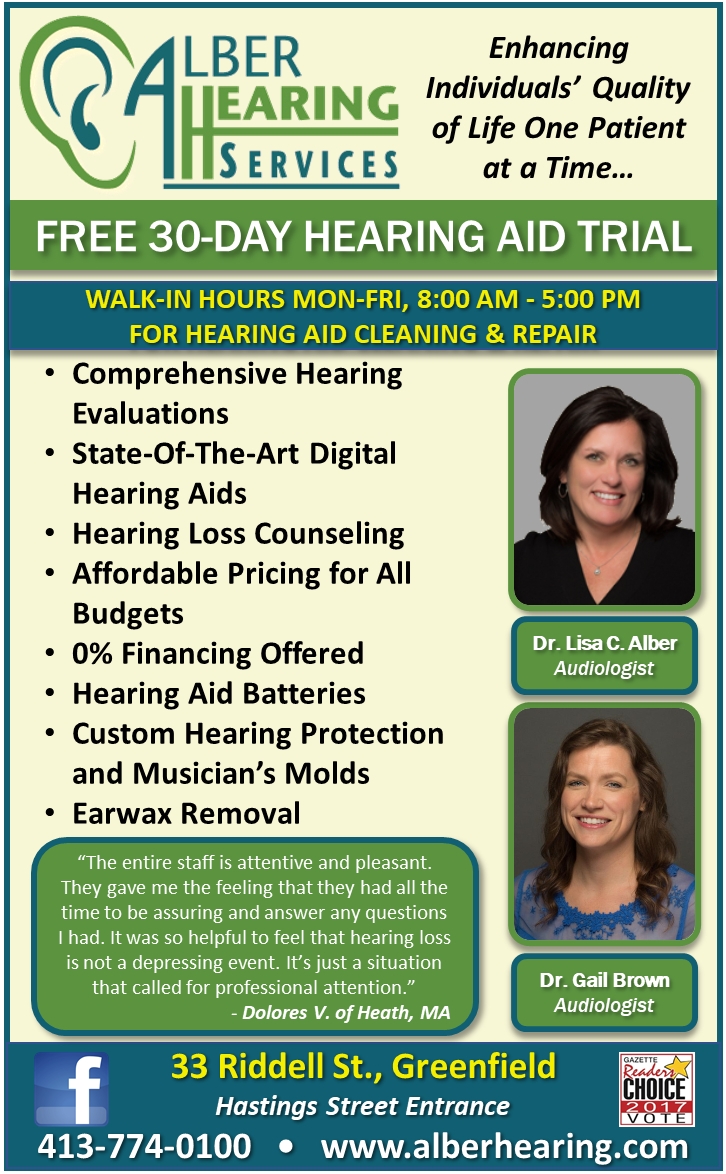 ALBER
HEARING
SERVICES
Enhancing
Individuals’ Quality
of Life One Patient
at a Time…
FREE 30-DAY HEARING AID TRIAL
WALK-IN HOURS MON-FRI, 8:00 AM - 5:00 PM
FOR HEARING AID CLEANING & REPAIR
• Comprehensive Hearing
Evaluations
• State-Of-The-Art Digital
Hearing Aids
• Hearing Loss Counseling
• Affordable Pricing for All
Budgets
• 0% Financing Offered
• Hearing Aid Batteries
• Custom Hearing Protection
and Musician’s Molds
• Earwax Removal
Dr. Lisa C. Alber
Audiologist
Dr. Gail Brown
Audiologist
“The entire staff is attentive and pleasant.
They gave me the feeling that they had all the
time to be assuring and answer any questions
I had. It was so helpful to feel that hearing loss
is not a depressing event. It’s just a situation
that called for professional attention.”
- Dolores V. of Heath, MA
f
33 Riddell St., Greenfield
Hastings Street Entrance
GAZETTE
Readers
CHOICE
2017
VOTE
413-774-0100 • www.alberhearing.com